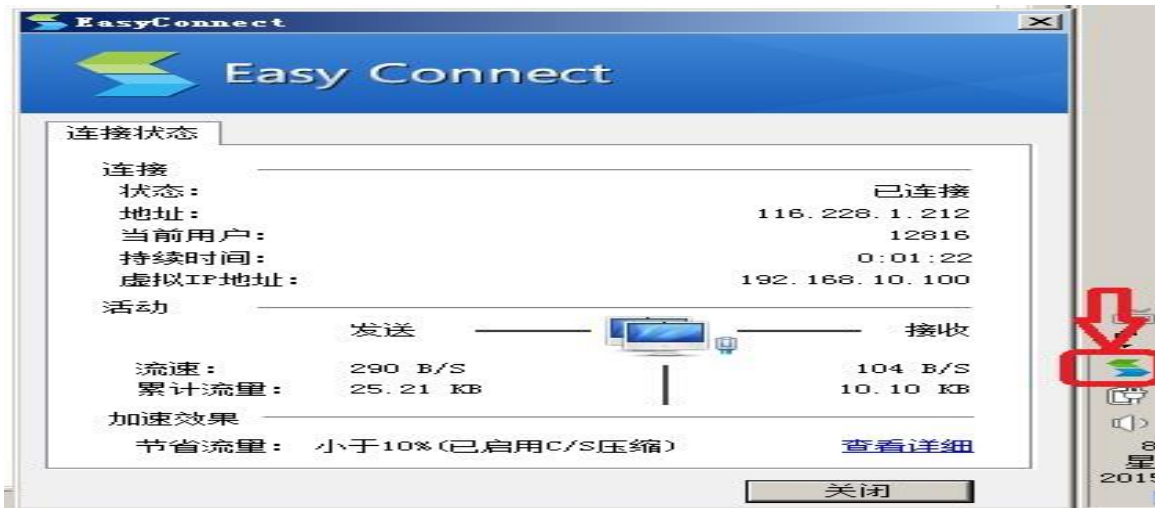 EasyConnect
Easy Connect
连接状态
连接
状态: 已连接
地址: 116.228.1.212
当前用户: 12816
持续时间: 0:01:22
虚拟IP地址: 192.168.10.100
活动
发送 接收
流速: 290 B/S 104 B/S
累计流量: 25.21 KB 10.10 KB
加速效果
节省流量: 小于10%(已启用C/S压缩) 查看详细
关闭
8
星
2015